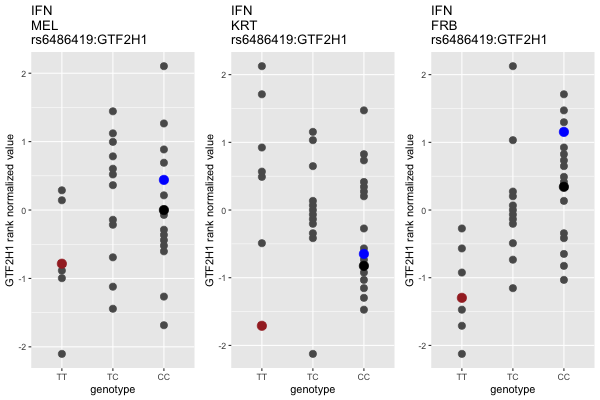 IFN
MEL
rs6486419:GTF2H1
GTF2H1 rank normalized value
2
1
0
-1
-2
TT
TC
CC
genotype
IFN
KRT
rs6486419:GTF2H1
GTF2H1 rank normalized value
2
1
0
-1
-2
TT
TC
CC
genotype
IFN
FRB
rs6486419:GTF2H1
GTF2H1 rank normalized value
2
1
0
-1
-2
TT
TC
CC
genotype